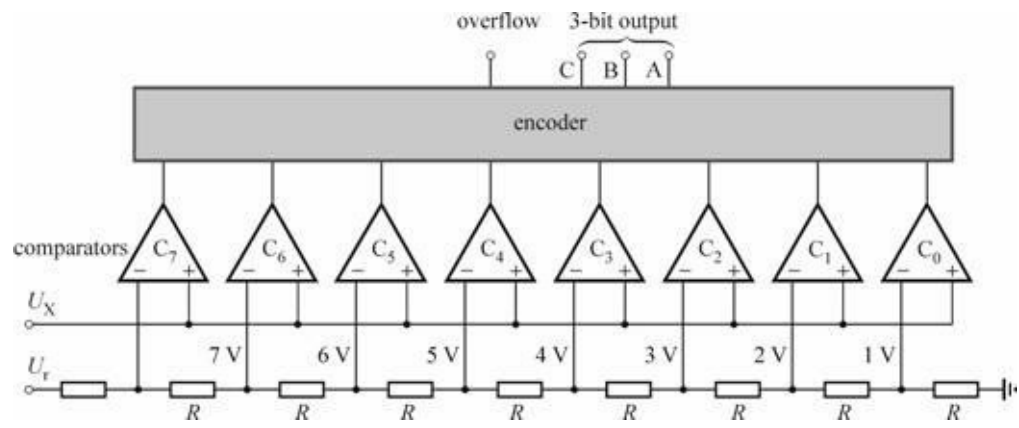 overflow 3-bit output
C B A
encoder
comparators C7 C6 C5 C4 C3 C2 C1 C0
− + − + − + − + − + − + − + − +
UX
7 V 6 V 5 V 4 V 3 V 2 V 1 V
Ur
R R R R R R R R